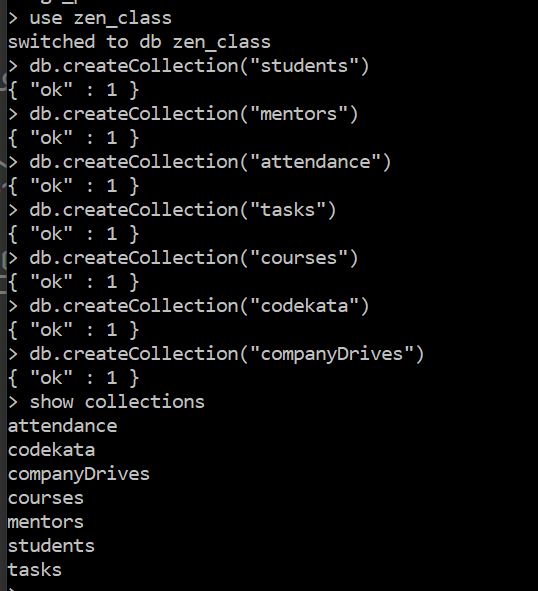 > use zen_class
switched to db zen_class
> db.createCollection("students")
{ "ok" : 1 }
> db.createCollection("mentors")
{ "ok" : 1 }
> db.createCollection("attendance")
{ "ok" : 1 }
> db.createCollection("tasks")
{ "ok" : 1 }
> db.createCollection("courses")
{ "ok" : 1 }
> db.createCollection("codekata")
{ "ok" : 1 }
> db.createCollection("companyDrives")
{ "ok" : 1 }
> show collections
attendance
codekata
companyDrives
courses
mentors
students
tasks